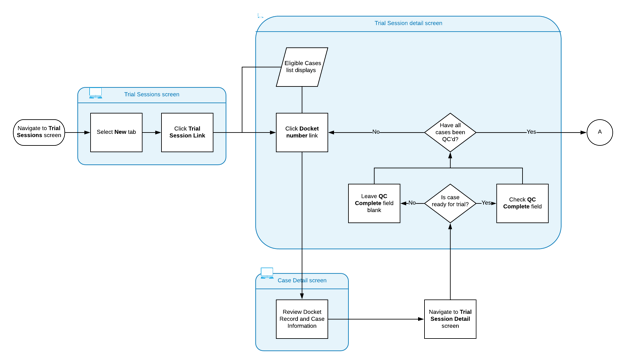 Trial Session detail screen
Eligible Cases
list displays
Trial Sessions screen
Navigate to Trial
Sessions screen
Select New tab
Click Trial
Session Link
Click Docket
number link
No
Have all
cases been
QC'd?
Yes
A
Leave QC
Complete field
blank
No
Is case
ready for trial?
Yes
Check QC
Complete field
Case Detail screen
Review Docket
Record and Case
Information
Navigate to Trial
Session Detail
screen